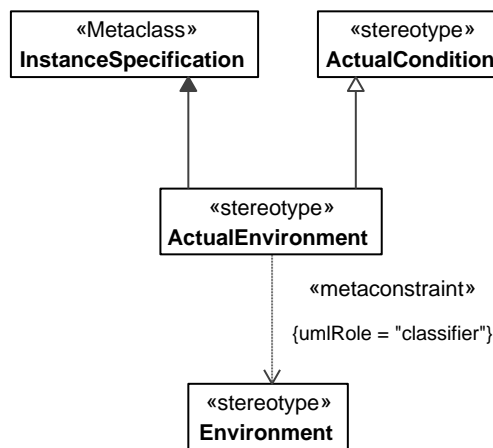 «Metaclass»
InstanceSpecification
«stereotype»
ActualCondition
«stereotype»
ActualEnvironment
«metaconstraint»
{umlRole = "classifier"}
«stereotype»
Environment